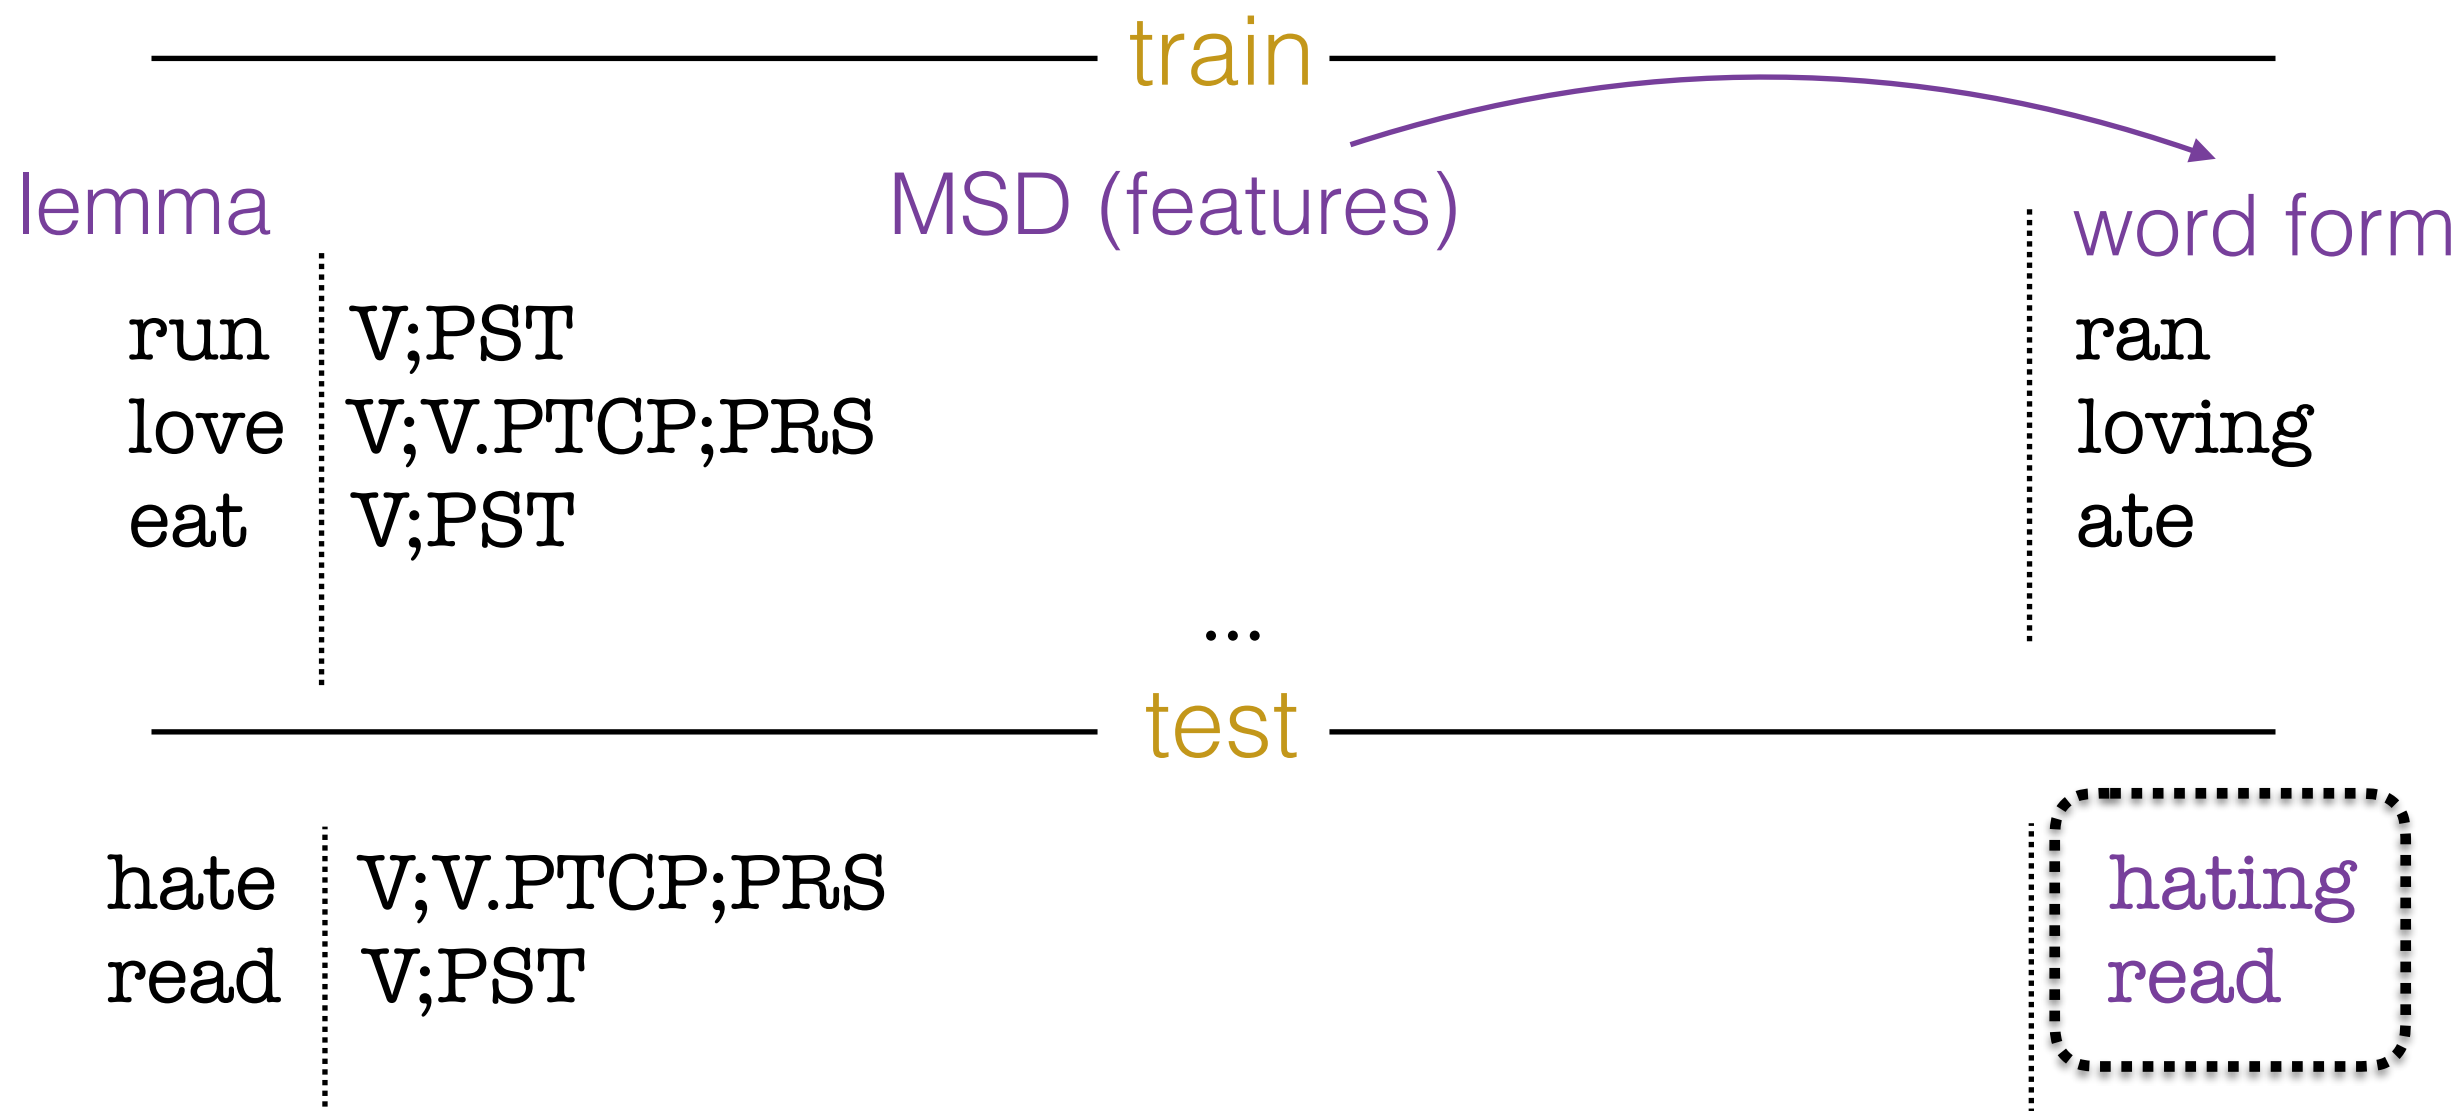 train
lemma MSD (features) word form
run V;PST ran
love V;V.PTCP;PRS loving
eat V;PST ate
...
test
hate V;V.PTCP;PRS hating
read V;PST read